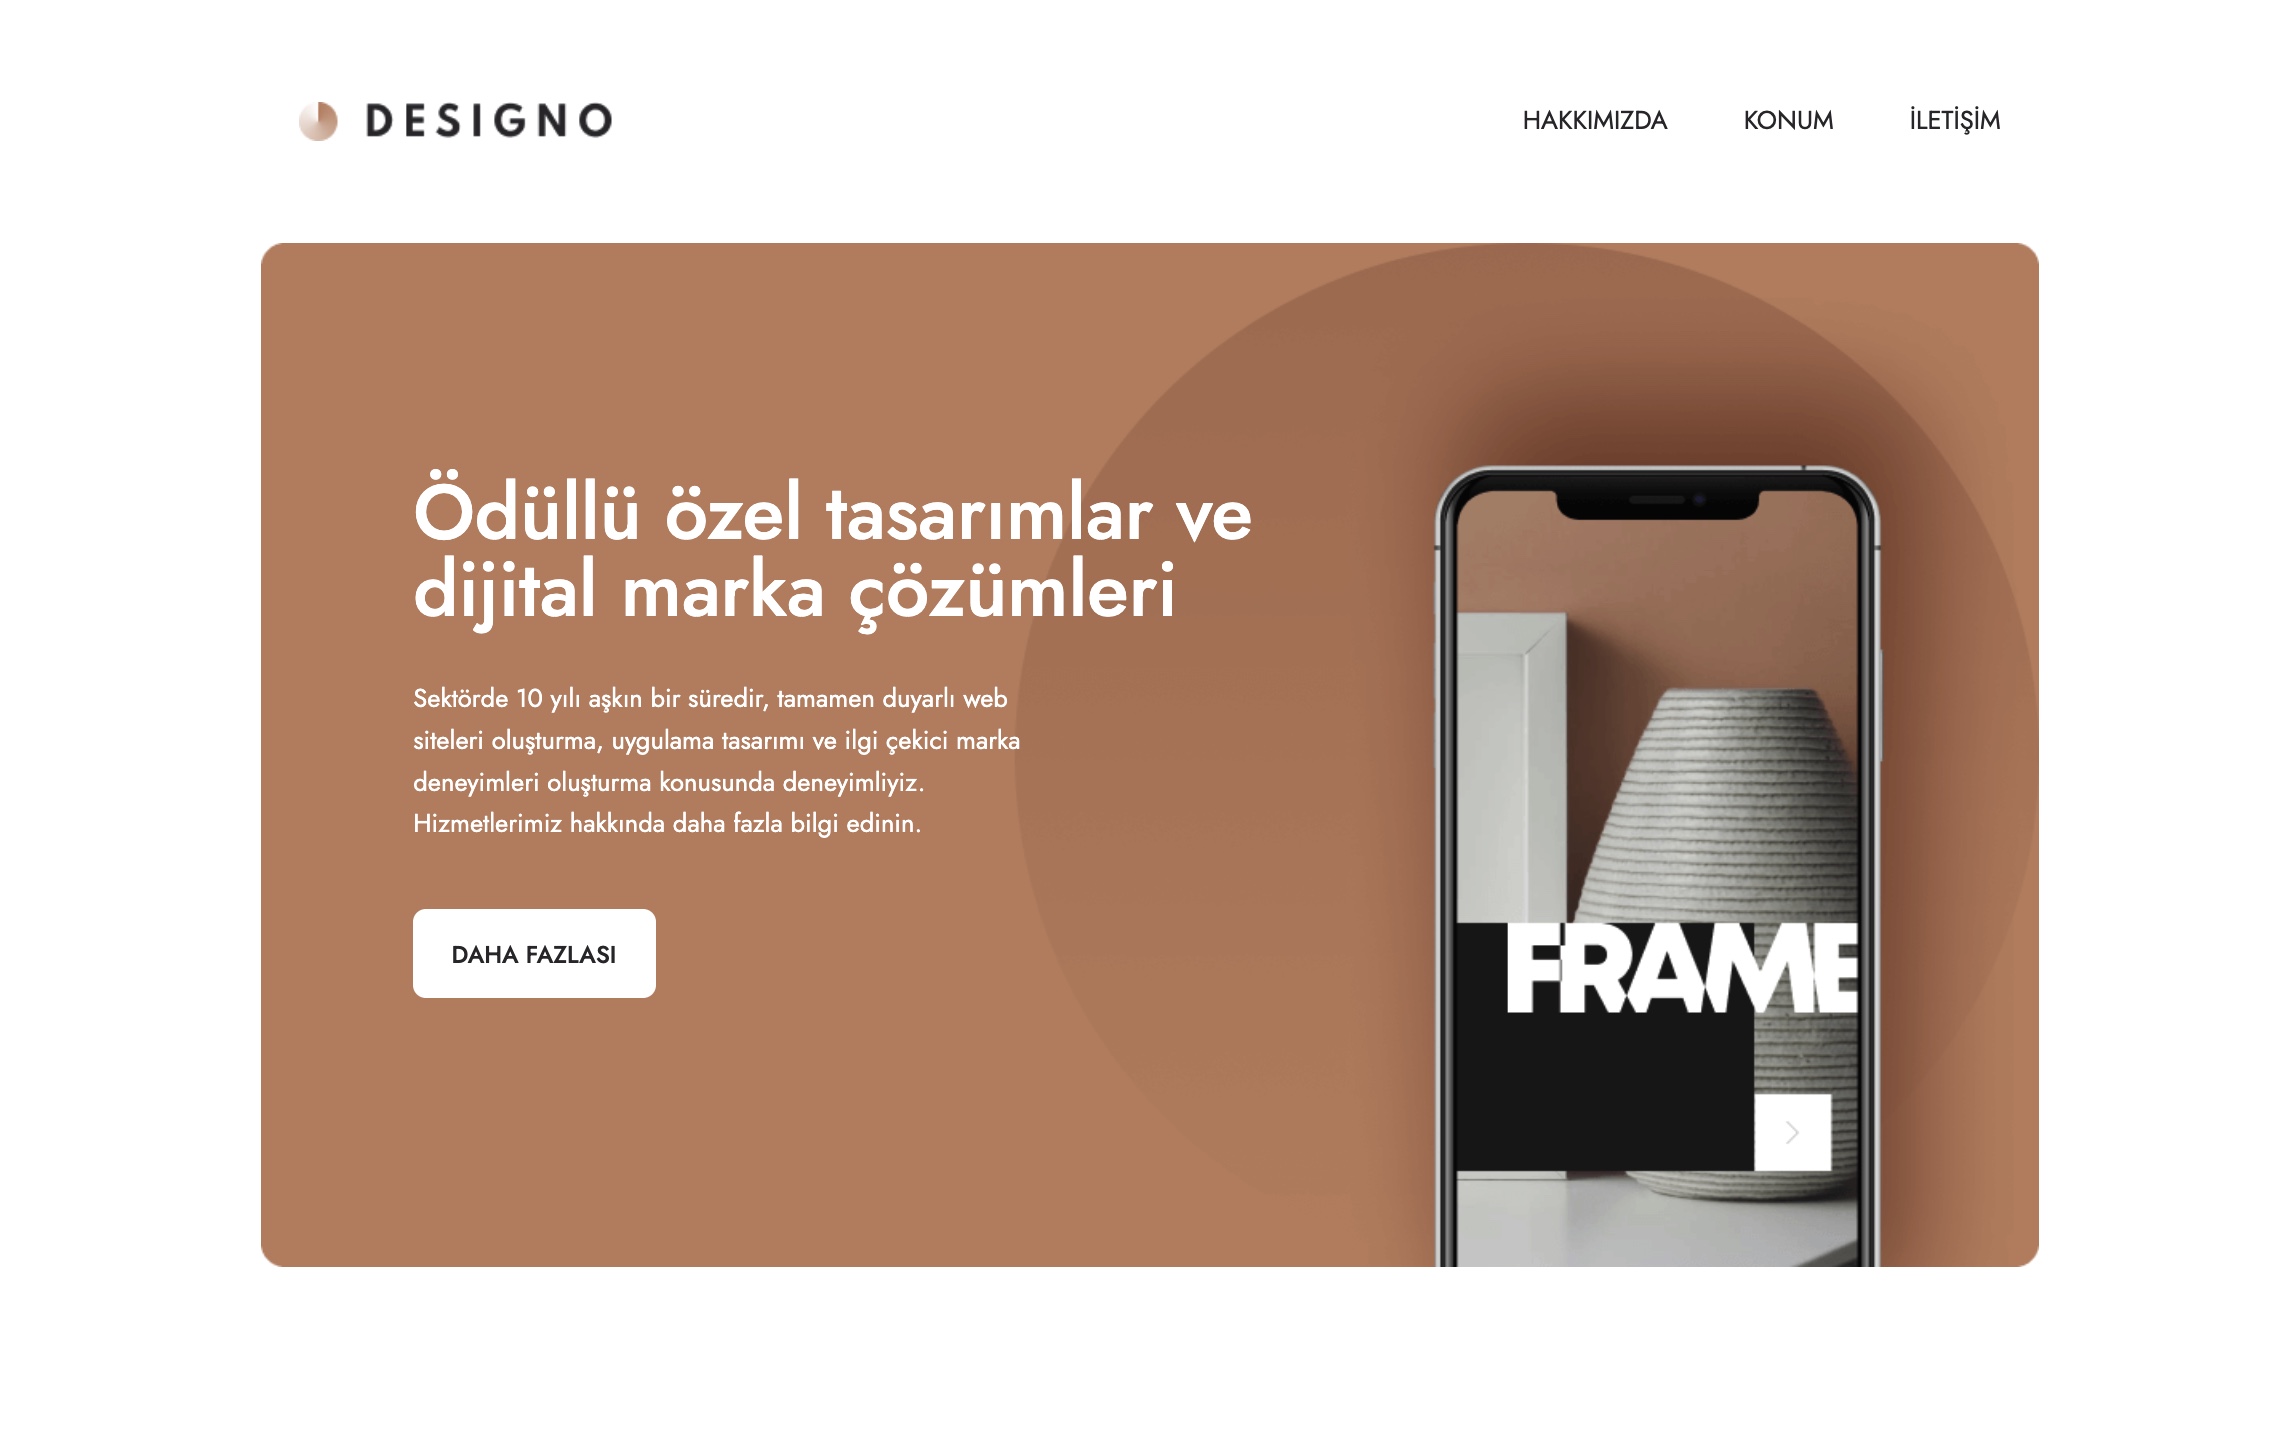 DESIGNO
HAKKIMIZDA
KONUM
İLETİŞİM
Ödüllü özel tasarımlar ve
dijital marka çözümleri
Sektörde 10 yılı aşkın bir süredir, tamamen duyarlı web
siteleri oluşturma, uygulama tasarımı ve ilgi çekici marka
deneyimleri oluşturma konusunda deneyimliyiz.
Hizmetlerimiz hakkında daha fazla bilgi edinin.
DAHA FAZLASI
FRAME